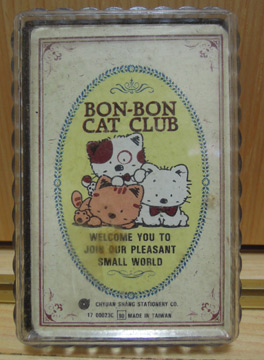 BON-BON
CAT CLUB
WELCOME YOU TO
JOIN OUR PLEASANT
SMALL WORLD
CHYUAN SHANG STATIONERY CO.
MADE IN TAIWAN